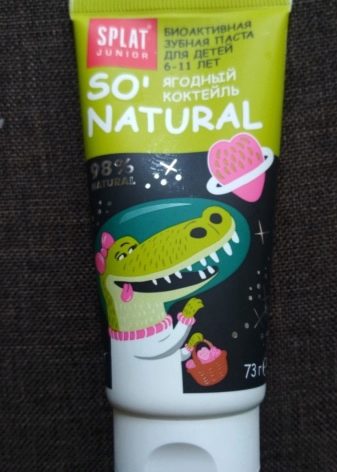 SPLAT
JUNIOR
БИОАКТИВНАЯ
ЗУБНАЯ ПАСТА
ДЛЯ ДЕТЕЙ
6-11 ЛЕТ
SO'
NATURAL
ЯГОДНЫЙ
КОКТЕЙЛЬ
98%
NATURAL
73 г